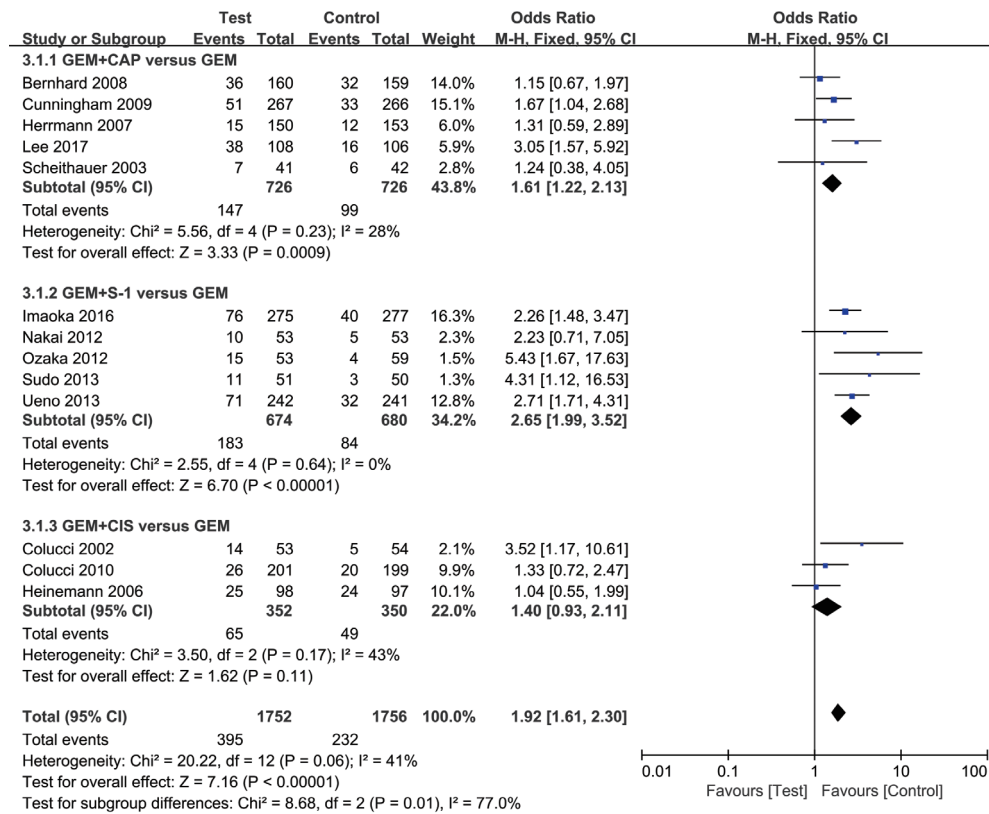 Test Control Odds Ratio Odds Ratio
Study or Subgroup Events Total Events Total Weight M-H, Fixed, 95% CI M-H, Fixed, 95% CI
3.1.1 GEM+CAP versus GEM
Bernhard 2008 36 160 32 159 14.0% 1.15 [0.67, 1.97]
Cunningham 2009 51 267 33 266 15.1% 1.67 [1.04, 2.68]
Herrmann 2007 15 150 12 153 6.0% 1.31 [0.59, 2.89]
Lee 2017 38 108 16 106 5.9% 3.05 [1.57, 5.92]
Scheithauer 2003 7 41 6 42 2.8% 1.24 [0.38, 4.05]
Subtotal (95% CI) 726 726 43.8% 1.61 [1.22, 2.13]
Total events 147 99
Heterogeneity: Chi² = 5.56, df = 4 (P = 0.23); I² = 28%
Test for overall effect: Z = 3.33 (P = 0.0009)
3.1.2 GEM+S-1 versus GEM
Imaoka 2016 76 275 40 277 16.3% 2.26 [1.48, 3.47]
Nakai 2012 10 53 5 53 2.3% 2.23 [0.71, 7.05]
Ozaka 2012 15 53 4 59 1.5% 5.43 [1.67, 17.63]
Sudo 2013 11 51 3 50 1.3% 4.31 [1.12, 16.53]
Ueno 2013 71 242 32 241 12.8% 2.71 [1.71, 4.31]
Subtotal (95% CI) 674 680 34.2% 2.65 [1.99, 3.52]
Total events 183 84
Heterogeneity: Chi² = 2.55, df = 4 (P = 0.64); I² = 0%
Test for overall effect: Z = 6.70 (P < 0.00001)
3.1.3 GEM+CIS versus GEM
Colucci 2002 14 53 5 54 2.1% 3.52 [1.17, 10.61]
Colucci 2010 26 201 20 199 9.9% 1.33 [0.72, 2.47]
Heinemann 2006 25 98 24 97 10.1% 1.04 [0.55, 1.99]
Subtotal (95% CI) 352 350 22.0% 1.40 [0.93, 2.11]
Total events 65 49
Heterogeneity: Chi² = 3.50, df = 2 (P = 0.17); I² = 43%
Test for overall effect: Z = 1.62 (P = 0.11)
Total (95% CI) 1752 1756 100.0% 1.92 [1.61, 2.30]
Total events 395 232
Heterogeneity: Chi² = 20.22, df = 12 (P = 0.06); I² = 41%
Test for overall effect: Z = 7.16 (P < 0.00001)
Test for subgroup differences: Chi² = 8.68, df = 2 (P = 0.01), I² = 77.0%
0.01 0.1 1 10 100
Favours [Test] Favours [Control]